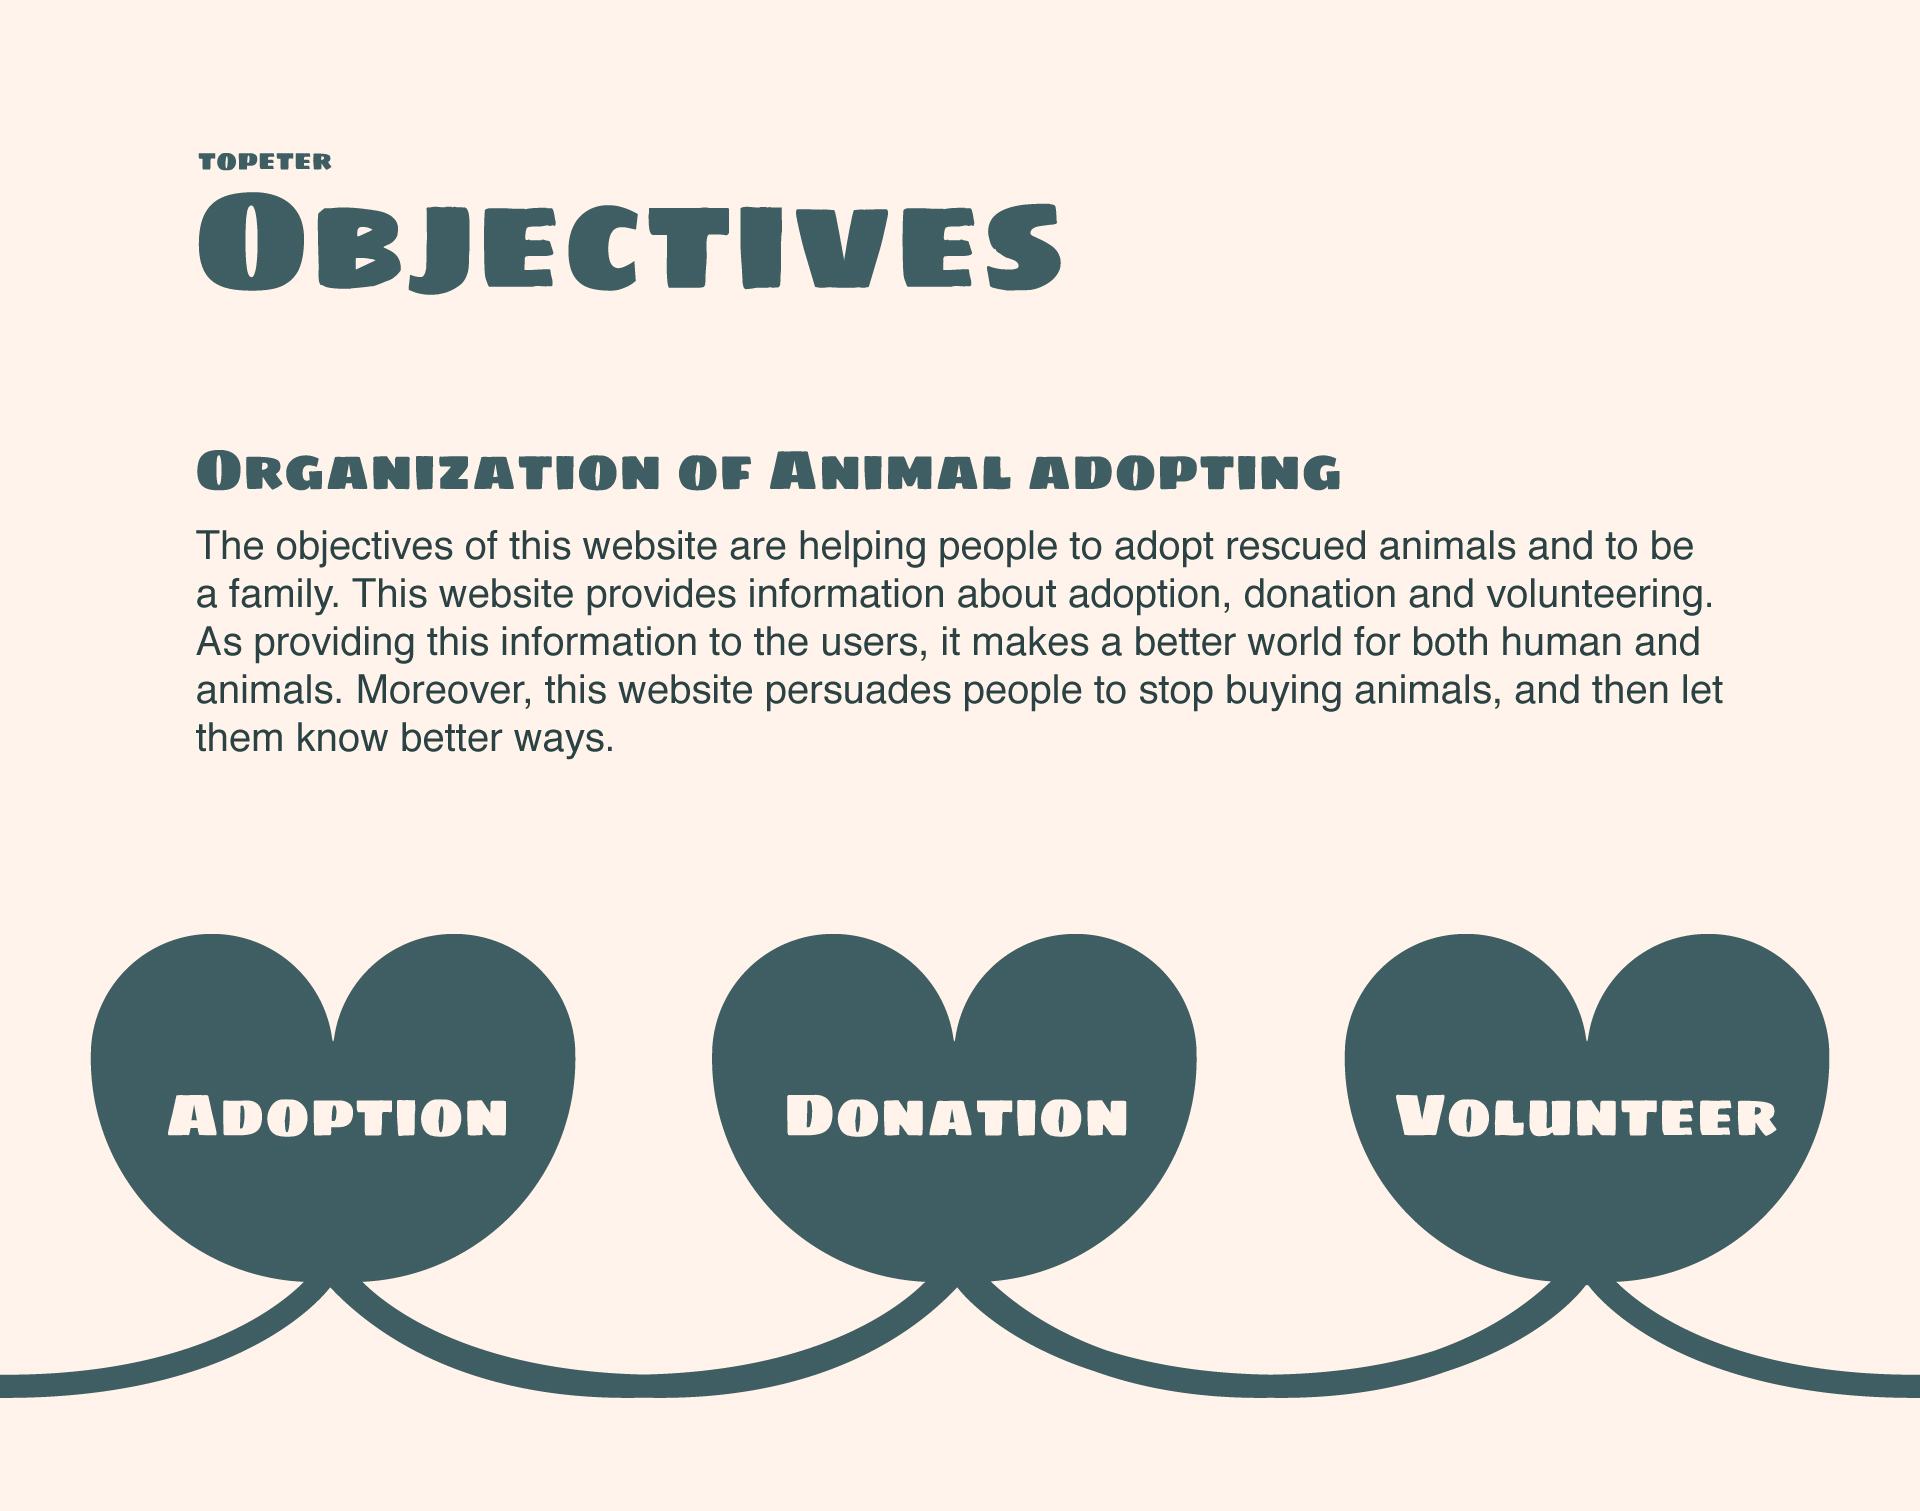 TOPETER
OBJECTIVES
ORGANIZATION OF ANIMAL ADOPTING
The objectives of this website are helping people to adopt rescued animals and to be
a family. This website provides information about adoption, donation and volunteering.
As providing this information to the users, it makes a better world for both human and
animals. Moreover, this website persuades people to stop buying animals, and then let
them know better ways.
ADOPTION
DONATION
VOLUNTEER